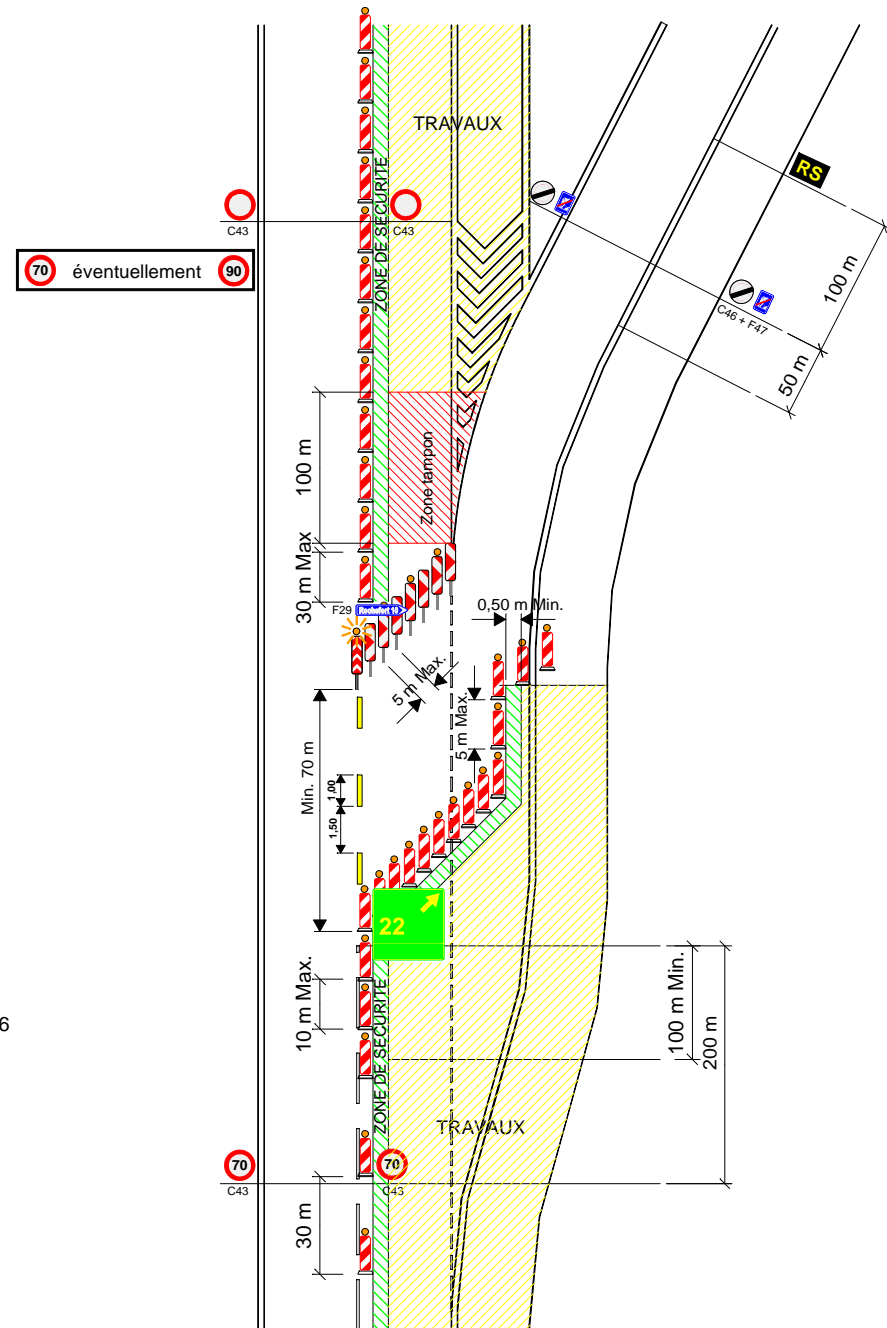 TRAVAUX
RS
ZONE DE SECURITE
C43
C43
70 éventuellement 90
C46 + F47
100 m
50 m
100 m
Zone tampon
30 m Max
F29
Rochefort 10
0,50 m Min.
5 m Max.
5 m Max.
Min. 70 m
1,00
1,50
22
10 m Max.
100 m Min.
200 m
6
ZONE DE SECURITE
TRAVAUX
70
70
C43
C43
30 m